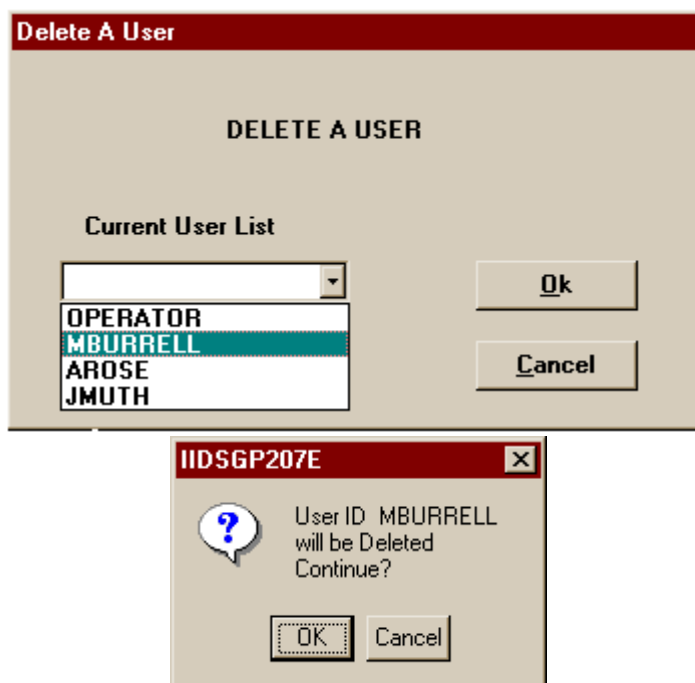 Delete A User
DELETE A USER
Current User List
Ok
OPERATOR
MBURRELL
AROSE
JMUTH
Cancel
IIDSGP207E
?
User ID MBURRELL
will be Deleted
Continue?
OK Cancel